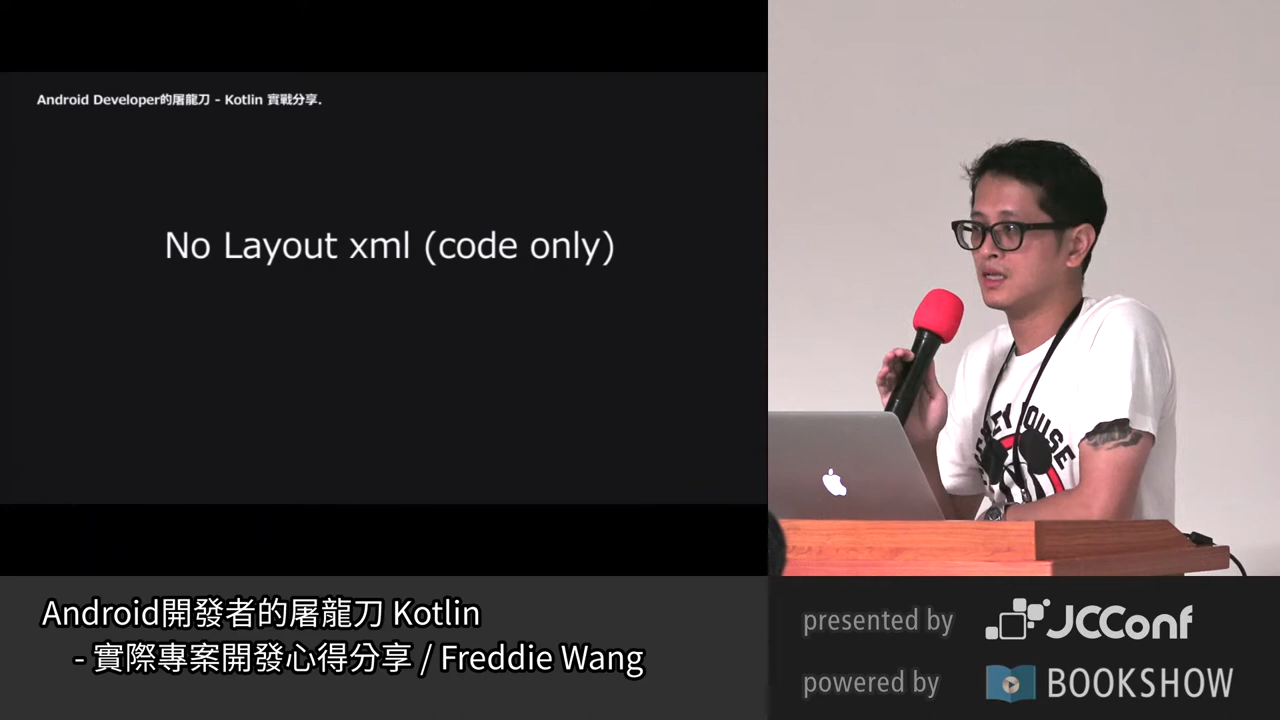 Android Developer的屠龍刀 - Kotlin 實戰分享.
No Layout xml (code only)
Android開發者的屠龍刀 Kotlin
- 實際專案開發心得分享 / Freddie Wang
presented by JCConf
powered by BOOKSHOW